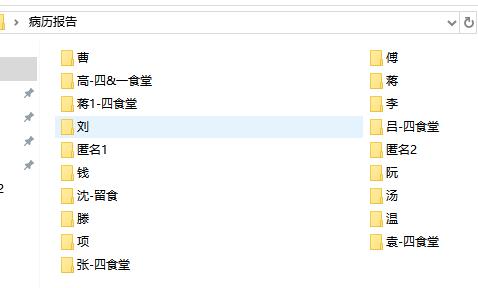 病历报告
曹
傅
高-四&一食堂
蒋
蒋1-四食堂
李
刘
吕-四食堂
匿名1
匿名2
钱
阮
沈-留食
汤
滕
温
项
袁-四食堂
张-四食堂
2